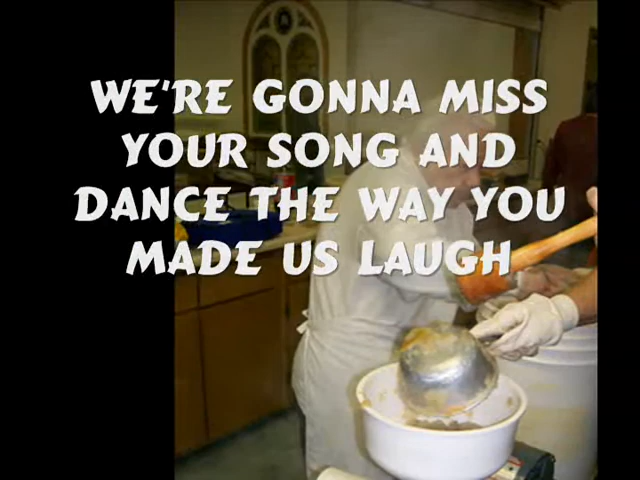 WE'RE GONNA MISS
YOUR SONG AND
DANCE THE WAY YOU
MADE US LAUGH